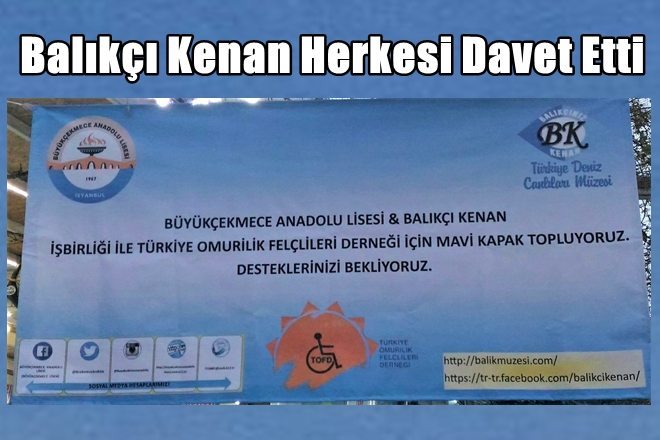 Balıkçı Kenan Herkesi Davet Etti
BÜYÜKÇEKMECE ANADOLU LİSESİ
1967
İSTANBUL
BALIKÇINIZ
BK
KENAN
Türkiye Deniz
Canlıları Müzesi
BÜYÜKÇEKMECE ANADOLU LİSESİ & BALIKÇI KENAN
İŞBİRLİĞİ İLE TÜRKİYE OMURİLİK FELÇLİLERİ DERNEĞİ İÇİN MAVİ KAPAK TOPLUYORUZ.
DESTEKLERİNİZİ BEKLİYORUZ.
TOFD
TÜRKİYE
OMURİLİK
FELÇLİLERİ
DERNEĞİ
SOSYAL MEDYA HESAPLARIMIZ!
http://balikmuzesi.com/
https://tr-tr.facebook.com/balikcikenan/